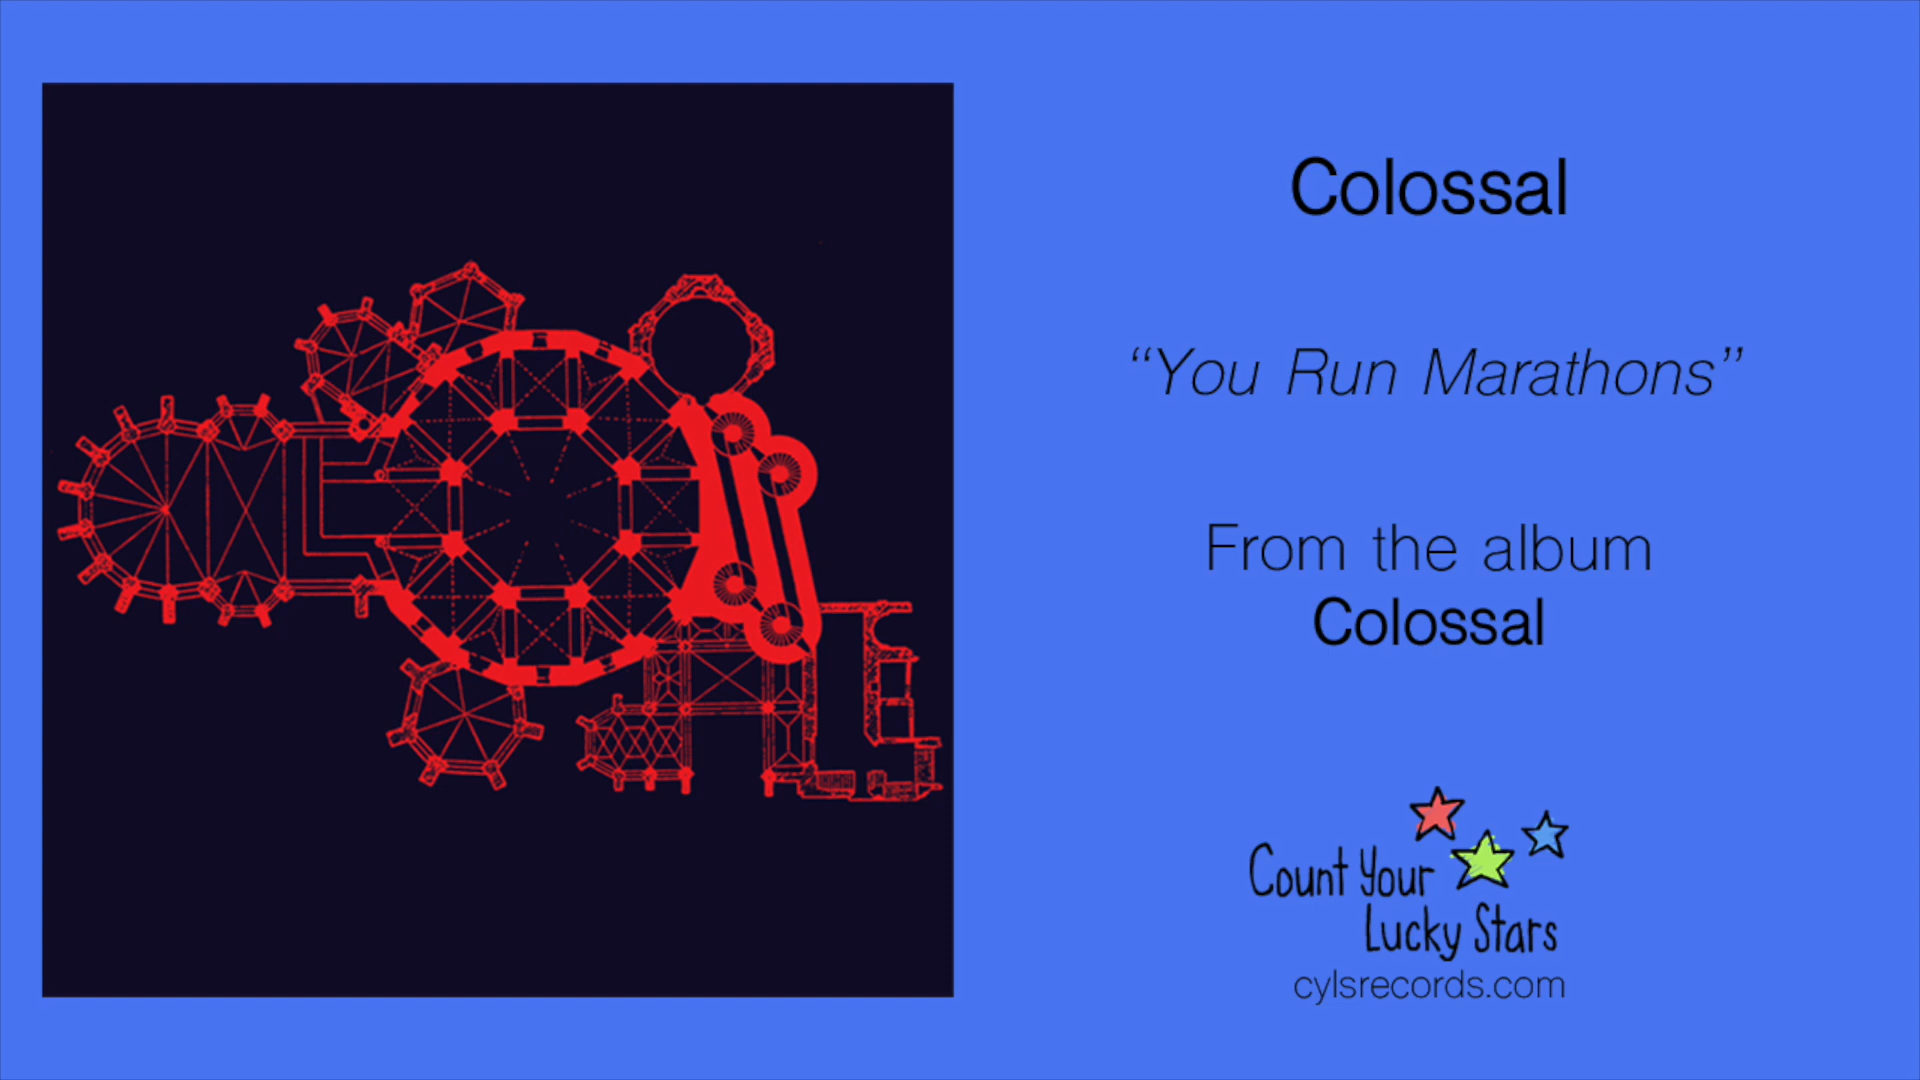 Colossal
“You Run Marathons”
From the album
Colossal
Count Your
Lucky Stars
cylsrecords.com